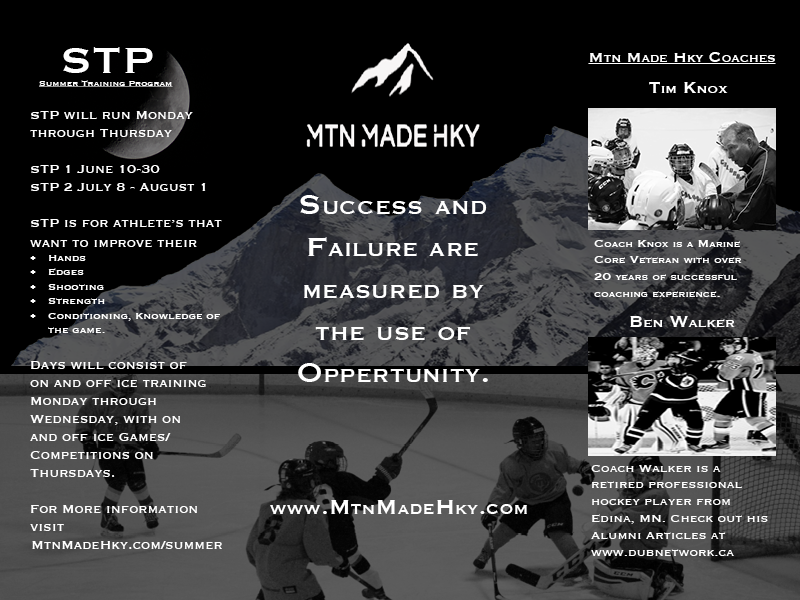 STP
Summer Training Program
STP will run Monday
through Thursday
STP 1 June 10-30
STP 2 July 8 - August 1
STP is for athlete's that
want to improve their
• Hands
• Edges
• Shooting
• Strength
• Conditioning, Knowledge of
the game.
Days will consist of
on and off ice training
Monday through
Wednesday, with on
and off ice Games/
Competitions on
Thursdays.
For More information
visit
MtnMadeHky.com/summer
MTN MADE HKY
Success and
Failure are
measured by
the use of
Oppertunity.
www.MtnMadeHky.com
Mtn Made Hky Coaches
Tim Knox
Coach Knox is a Marine
Core Veteran with over
20 years of successful
coaching experience.
Ben Walker
Coach Walker is a
retired professional
hockey player from
Edina, MN. Check out his
Alumni Articles at
www.dubnetwork.ca